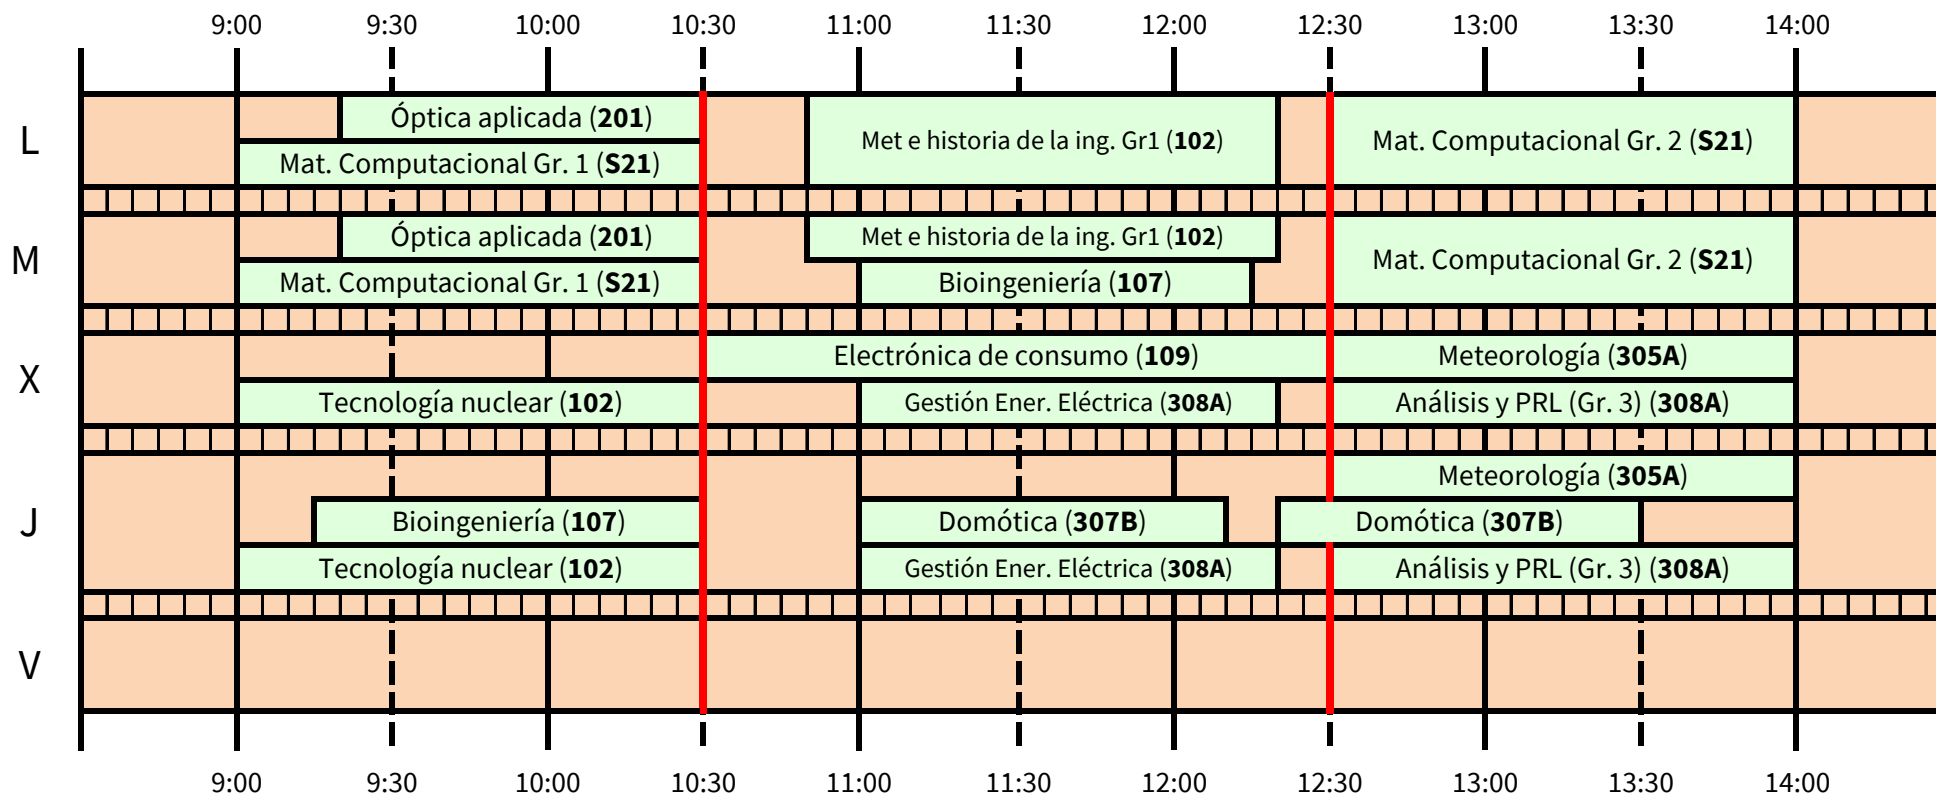 9:00 9:30 10:00 10:30 11:00 11:30 12:00 12:30 13:00 13:30 14:00
L
Óptica aplicada (201)
Mat. Computacional Gr. 1 (S21)
Met e historia de la ing. Gr1 (102)
Mat. Computacional Gr. 2 (S21)
M
Óptica aplicada (201)
Mat. Computacional Gr. 1 (S21)
Met e historia de la ing. Gr1 (102)
Bioingeniería (107)
Mat. Computacional Gr. 2 (S21)
X
Electrónica de consumo (109)
Meteorología (305A)
Tecnología nuclear (102)
Gestión Ener. Eléctrica (308A)
Análisis y PRL (Gr. 3) (308A)
J
Meteorología (305A)
Bioingeniería (107)
Domótica (307B)
Domótica (307B)
Tecnología nuclear (102)
Gestión Ener. Eléctrica (308A)
Análisis y PRL (Gr. 3) (308A)
V
9:00 9:30 10:00 10:30 11:00 11:30 12:00 12:30 13:00 13:30 14:00